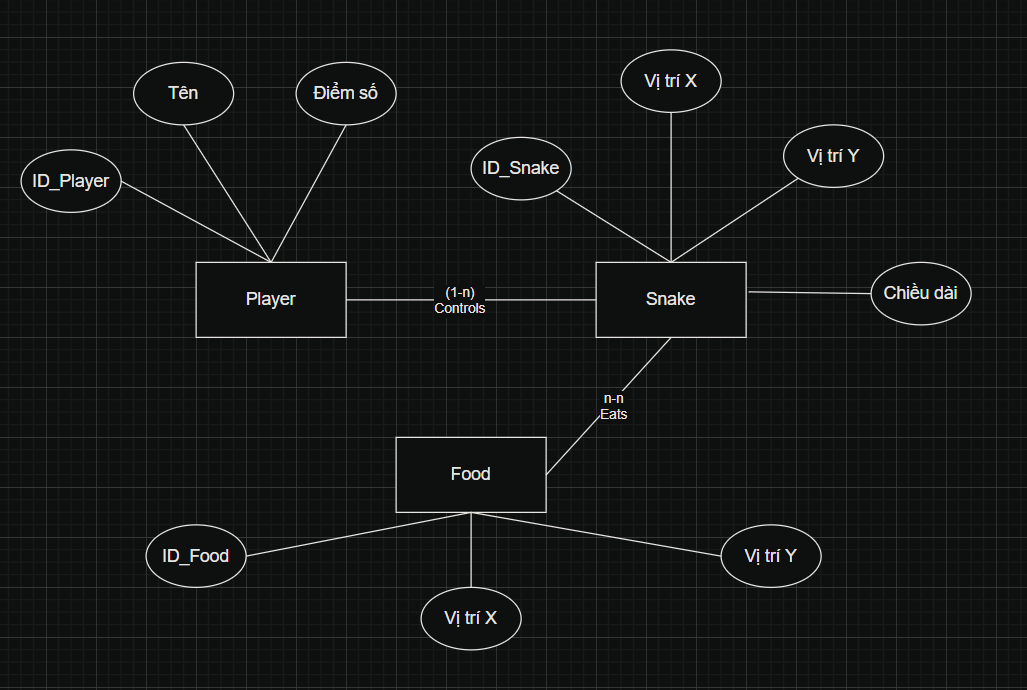 Tên
Điểm số
ID_Player
Vị trí X
ID_Snake
Vị trí Y
Player
(1-n)
Controls
Snake
Chiều dài
n-n
Eats
Food
ID_Food
Vị trí X
Vị trí Y